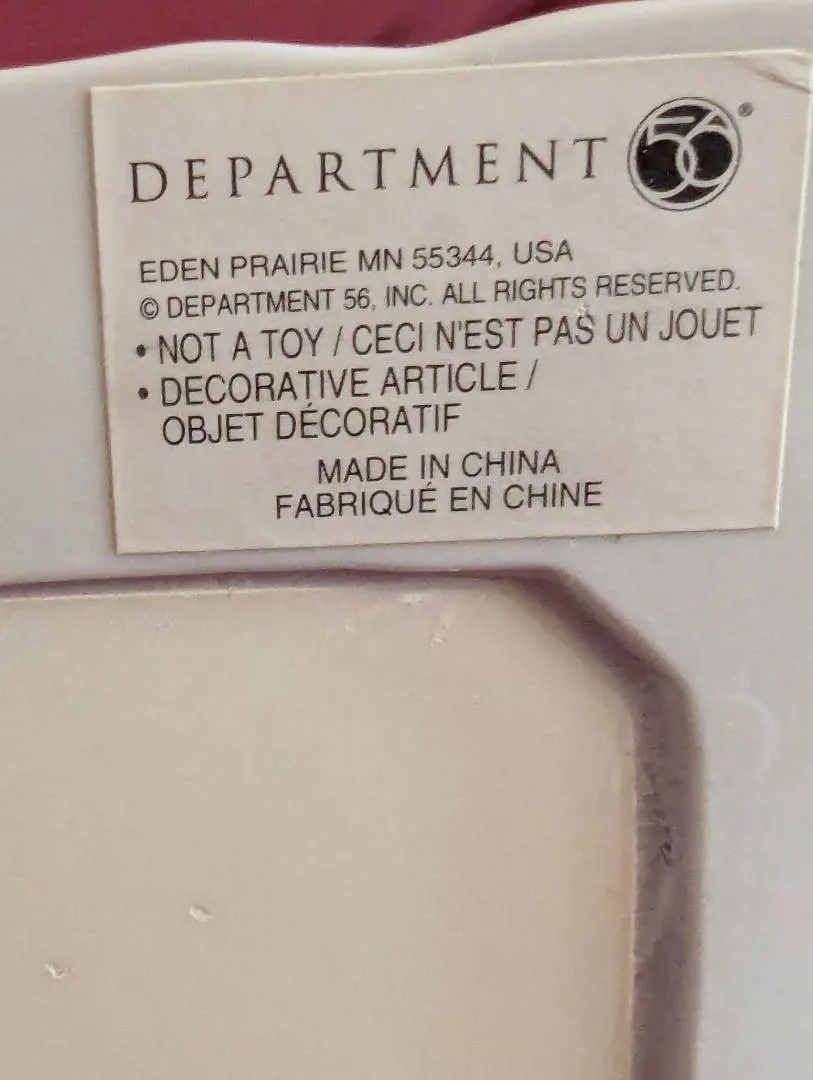 DEPARTMENT 56®
EDEN PRAIRIE MN 55344, USA
© DEPARTMENT 56, INC. ALL RIGHTS RESERVED.
• NOT A TOY / CECI N'EST PAS UN JOUET
• DECORATIVE ARTICLE /
OBJET DÉCORATIF
MADE IN CHINA
FABRIQUÉ EN CHINE